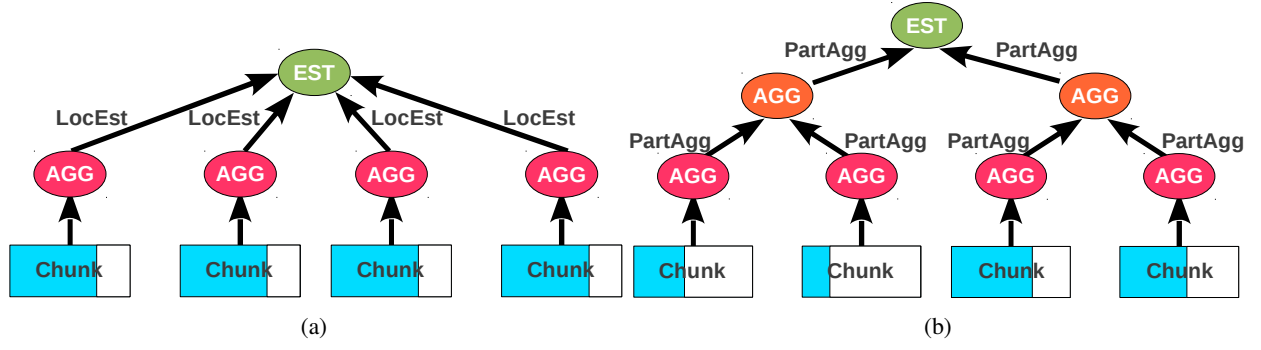 EST
LocEst LocEst LocEst LocEst
AGG AGG AGG AGG
Chunk Chunk Chunk Chunk
(a)
EST
PartAgg PartAgg
AGG AGG
PartAgg PartAgg PartAgg PartAgg
AGG AGG AGG AGG
Chunk Chunk Chunk Chunk
(b)